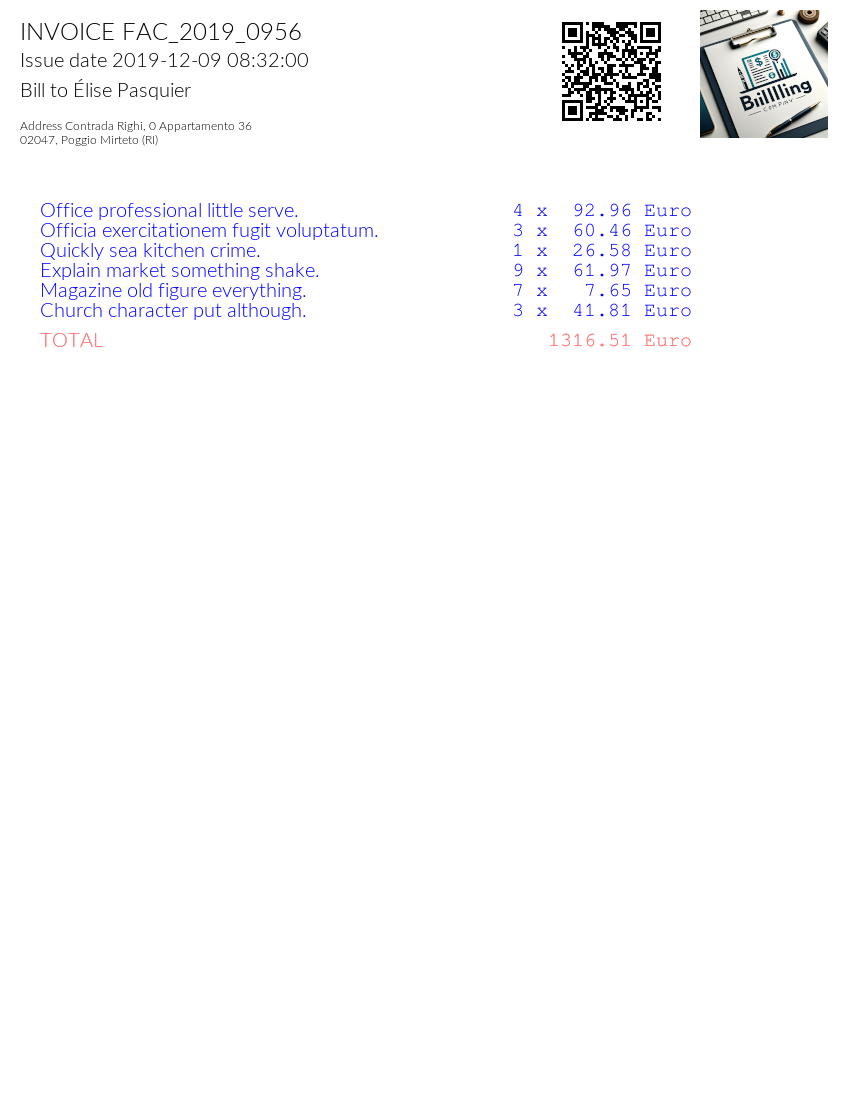 INVOICE FAC_2019_0956
Issue date 2019-12-09 08:32:00
Bill to Élise Pasquier
Address Contrada Righi, 0 Appartamento 36
02047, Poggio Mirteto (RI)
Biillling
COMPANY
Office professional little serve. 4 x 92.96 Euro
Officia exercitationem fugit voluptatum. 3 x 60.46 Euro
Quickly sea kitchen crime. 1 x 26.58 Euro
Explain market something shake. 9 x 61.97 Euro
Magazine old figure everything. 7 x 7.65 Euro
Church character put although. 3 x 41.81 Euro
TOTAL 1316.51 Euro